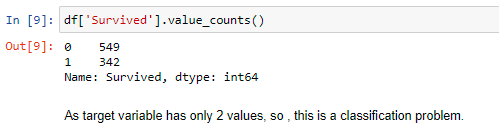 In [9]: df['Survived'].value_counts()
Out[9]: 0    549
1    342
Name: Survived, dtype: int64
As target variable has only 2 values, so , this is a classification problem.